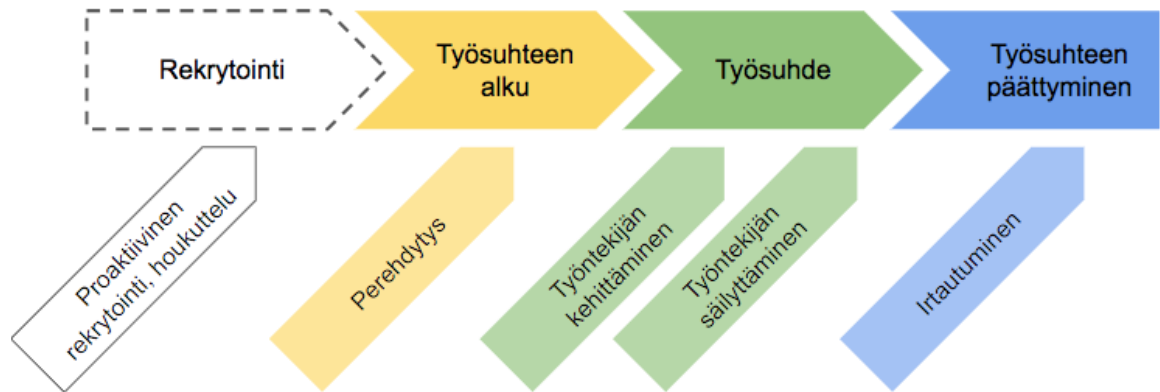 Rekrytointi
Työsuhteen
alku
Työsuhde
Työsuhteen
päättyminen
Proaktiivinen
rekrytointi, houkuttelu
Perehdytys
Työntekijän
kehittäminen
Työntekijän
säilyttäminen
Irtautuminen